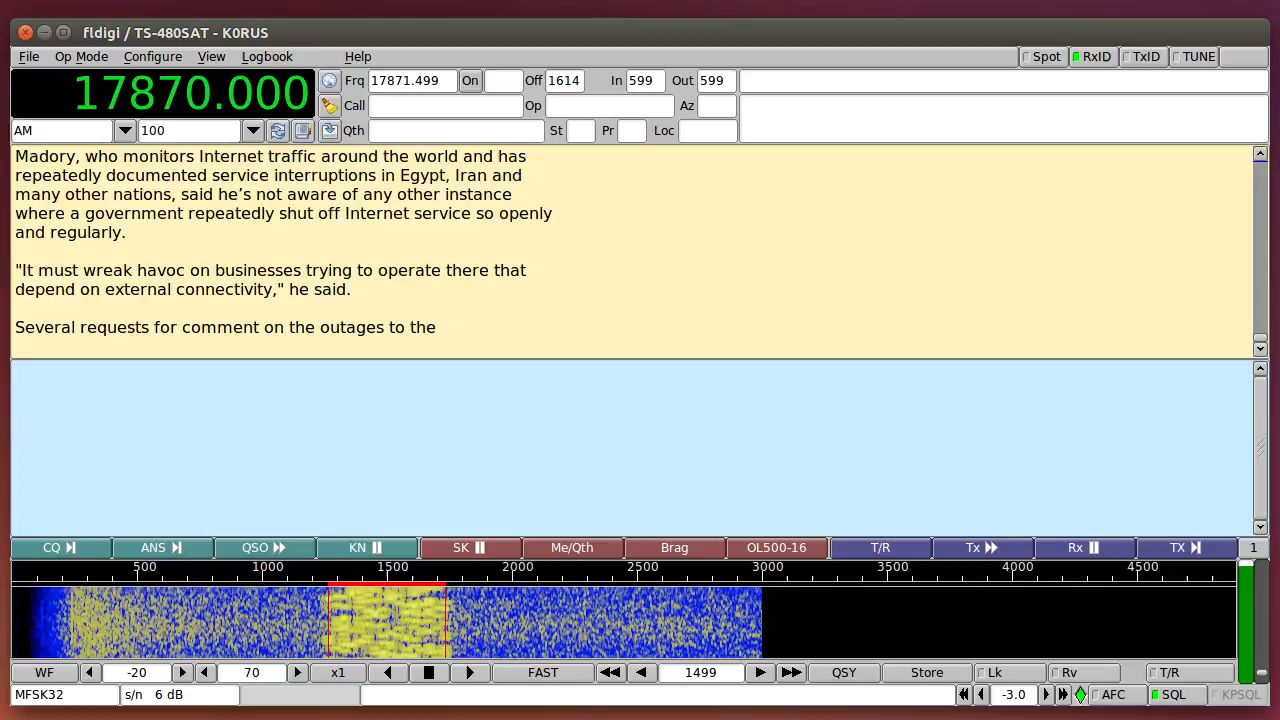 fldigi / TS-480SAT - K0RUS
File Op Mode Configure View Logbook Help Spot RxID TxID TUNE
17870.000 Frq 17871.499 On Off 1614 In 599 Out 599
Call Op Az
AM 100 Qth St Pr Loc
Madory, who monitors Internet traffic around the world and has
repeatedly documented service interruptions in Egypt, Iran and
many other nations, said he’s not aware of any other instance
where a government repeatedly shut off Internet service so openly
and regularly.
"It must wreak havoc on businesses trying to operate there that
depend on external connectivity," he said.
Several requests for comment on the outages to the
CQ ANS QSO KN SK Me/Qth Brag OL500-16 T/R Tx Rx TX 1
500 1000 1500 2000 2500 3000 3500 4000 4500
WF -20 70 x1 FAST 1499 QSY Store Lk Rv T/R
MFSK32 s/n 6 dB -3.0 AFC SQL KPSQL